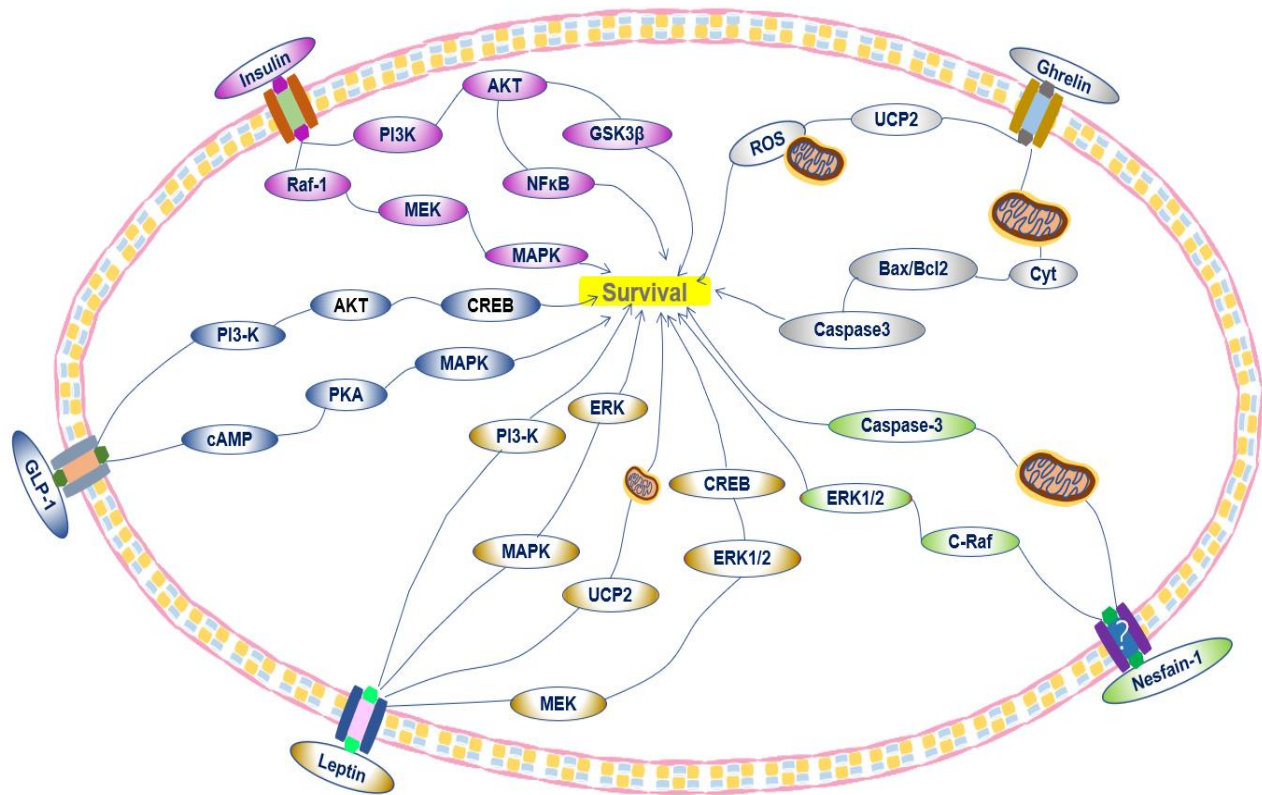 Insulin
Ghrelin
AKT
PI3K
GSK3β
UCP2
ROS
Raf-1
NFκB
MEK
MAPK
Bax/Bcl2
Cyt
Survival
AKT
CREB
PI3-K
Caspase3
MAPK
PKA
cAMP
GLP-1
ERK
PI3-K
Caspase-3
CREB
ERK1/2
MAPK
ERK1/2
C-Raf
UCP2
?
Nesfain-1
MEK
Leptin